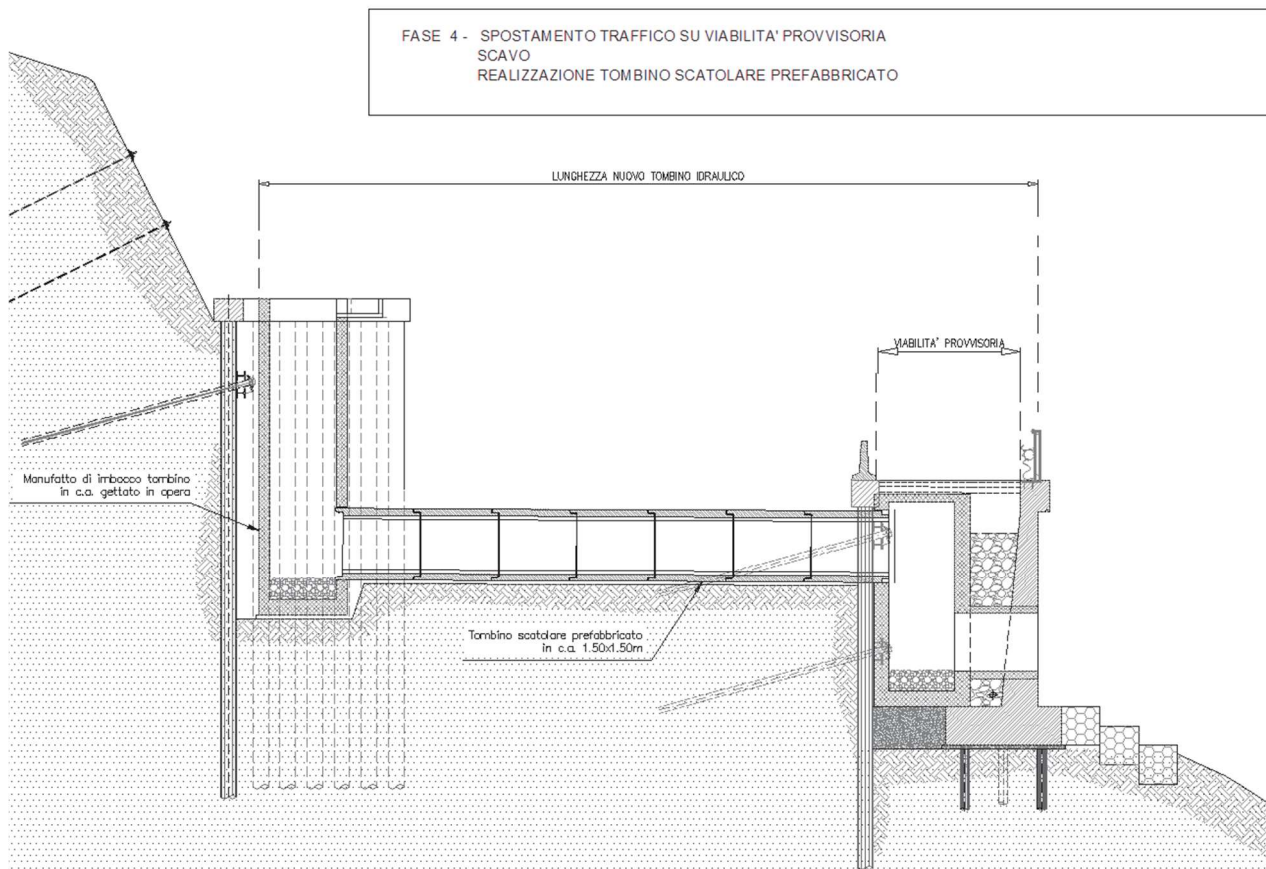 FASE 4 - SPOSTAMENTO TRAFFICO SU VIABILITA' PROVVISORIA
SCAVO
REALIZZAZIONE TOMBINO SCATOLARE PREFABBRICATO
LUNGHEZZA NUOVO TOMBINO IDRAULICO
VIABILITA' PROVVISORIA
Manufatto di imbocco tombino
in c.a. gettato in opera
Tombino scatolare prefabbricato
in c.a. 1.50x1.50m